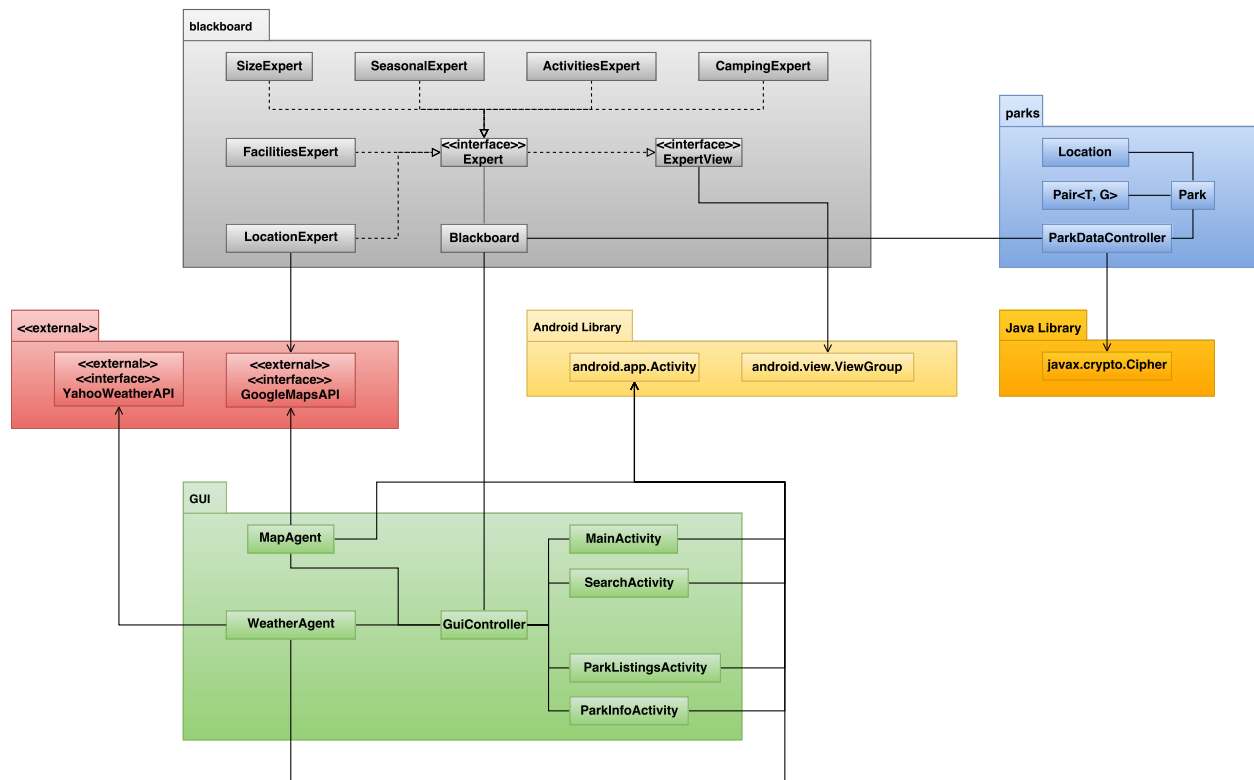 blackboard
SizeExpert
SeasonalExpert
ActivitiesExpert
CampingExpert
parks
FacilitiesExpert
<<interface>>
Expert
<<interface>>
ExpertView
Location
Pair<T, G>
Park
LocationExpert
Blackboard
ParkDataController
<<external>>
Android Library
Java Library
<<external>>
<<interface>>
YahooWeatherAPI
<<external>>
<<interface>>
GoogleMapsAPI
android.app.Activity
android.view.ViewGroup
javax.crypto.Cipher
GUI
MapAgent
MainActivity
SearchActivity
WeatherAgent
GuiController
ParkListingsActivity
ParkInfoActivity